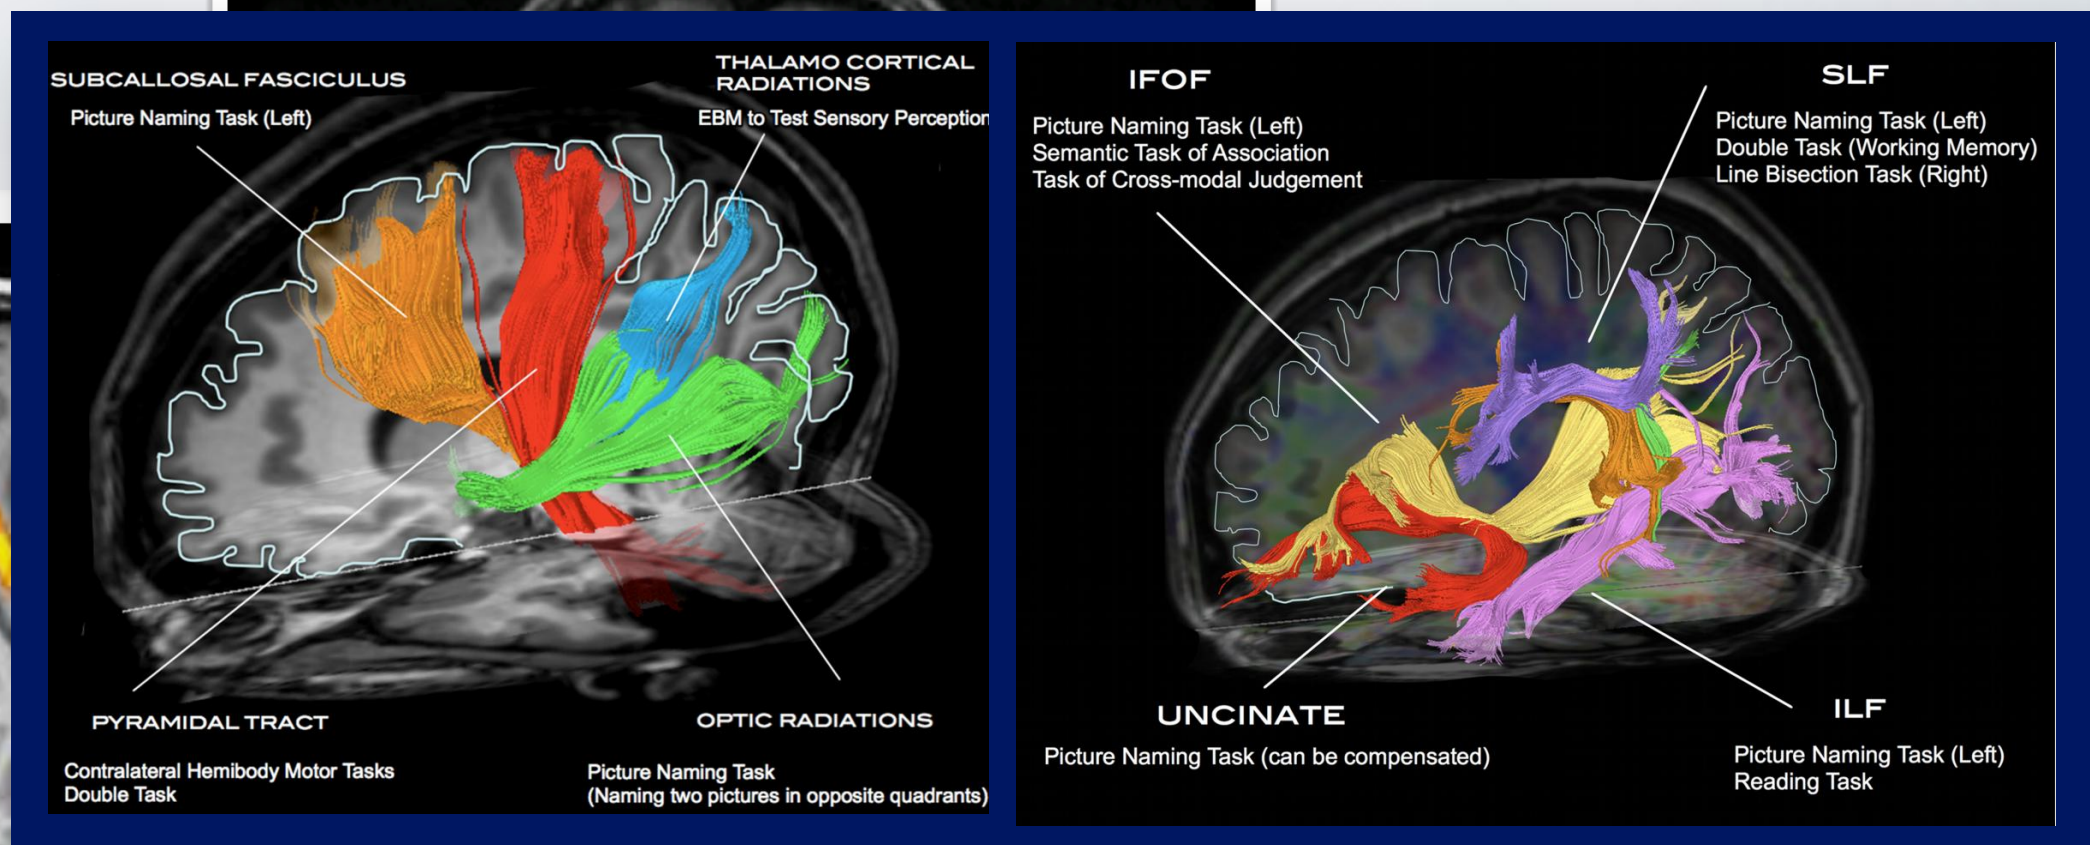 SUBCALLOSAL FASCICULUS
Picture Naming Task (Left)
THALAMO CORTICAL
RADIATIONS
EBM to Test Sensory Perception
PYRAMIDAL TRACT
Contralateral Hemibody Motor Tasks
Double Task
OPTIC RADIATIONS
Picture Naming Task
(Naming two pictures in opposite quadrants)
IFOF
Picture Naming Task (Left)
Semantic Task of Association
Task of Cross-modal Judgement
SLF
Picture Naming Task (Left)
Double Task (Working Memory)
Line Bisection Task (Right)
UNCINATE
Picture Naming Task (can be compensated)
ILF
Picture Naming Task (Left)
Reading Task